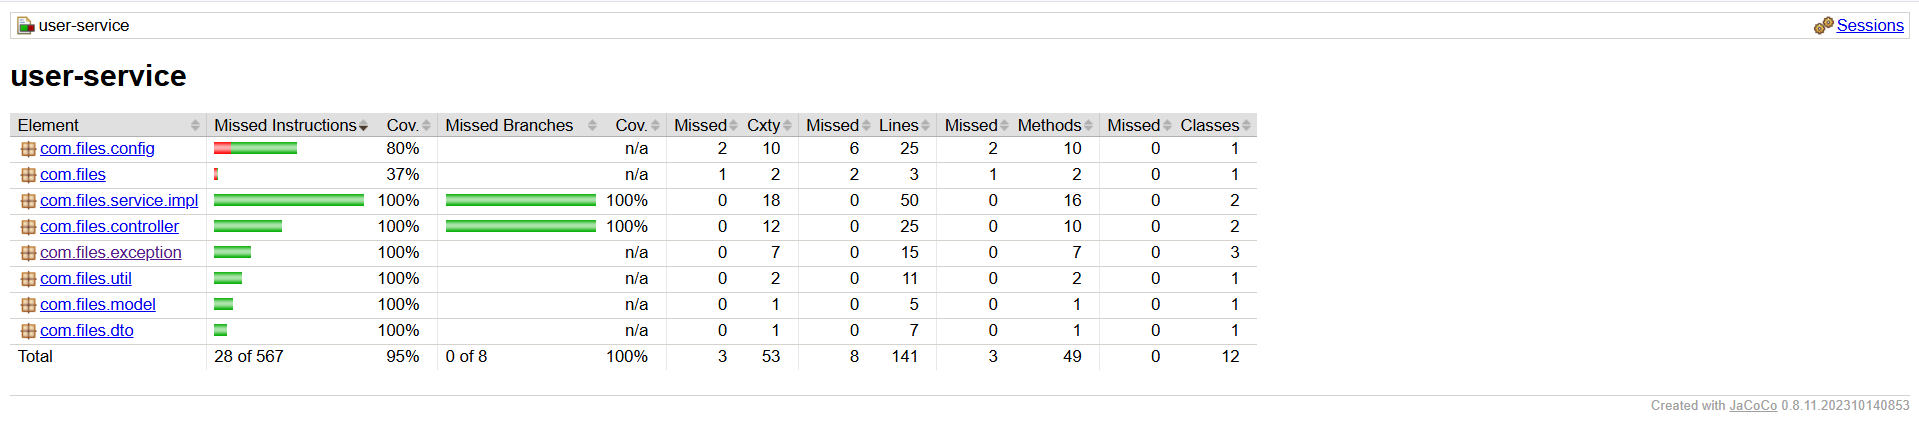 user-service Sessions
user-service
Element Missed Instructions Cov. Missed Branches Cov. Missed Cxty Missed Lines Missed Methods Missed Classes
com.files.config 80% n/a 2 10 6 25 2 10 0 1
com.files 37% n/a 1 2 2 3 1 2 0 1
com.files.service.impl 100% 100% 0 18 0 50 0 16 0 2
com.files.controller 100% 100% 0 12 0 25 0 10 0 2
com.files.exception 100% n/a 0 7 0 15 0 7 0 3
com.files.util 100% n/a 0 2 0 11 0 2 0 1
com.files.model 100% n/a 0 1 0 5 0 1 0 1
com.files.dto 100% n/a 0 1 0 7 0 1 0 1
Total 28 of 567 95% 0 of 8 100% 3 53 8 141 3 49 0 12
Created with JaCoCo 0.8.11.202310140853